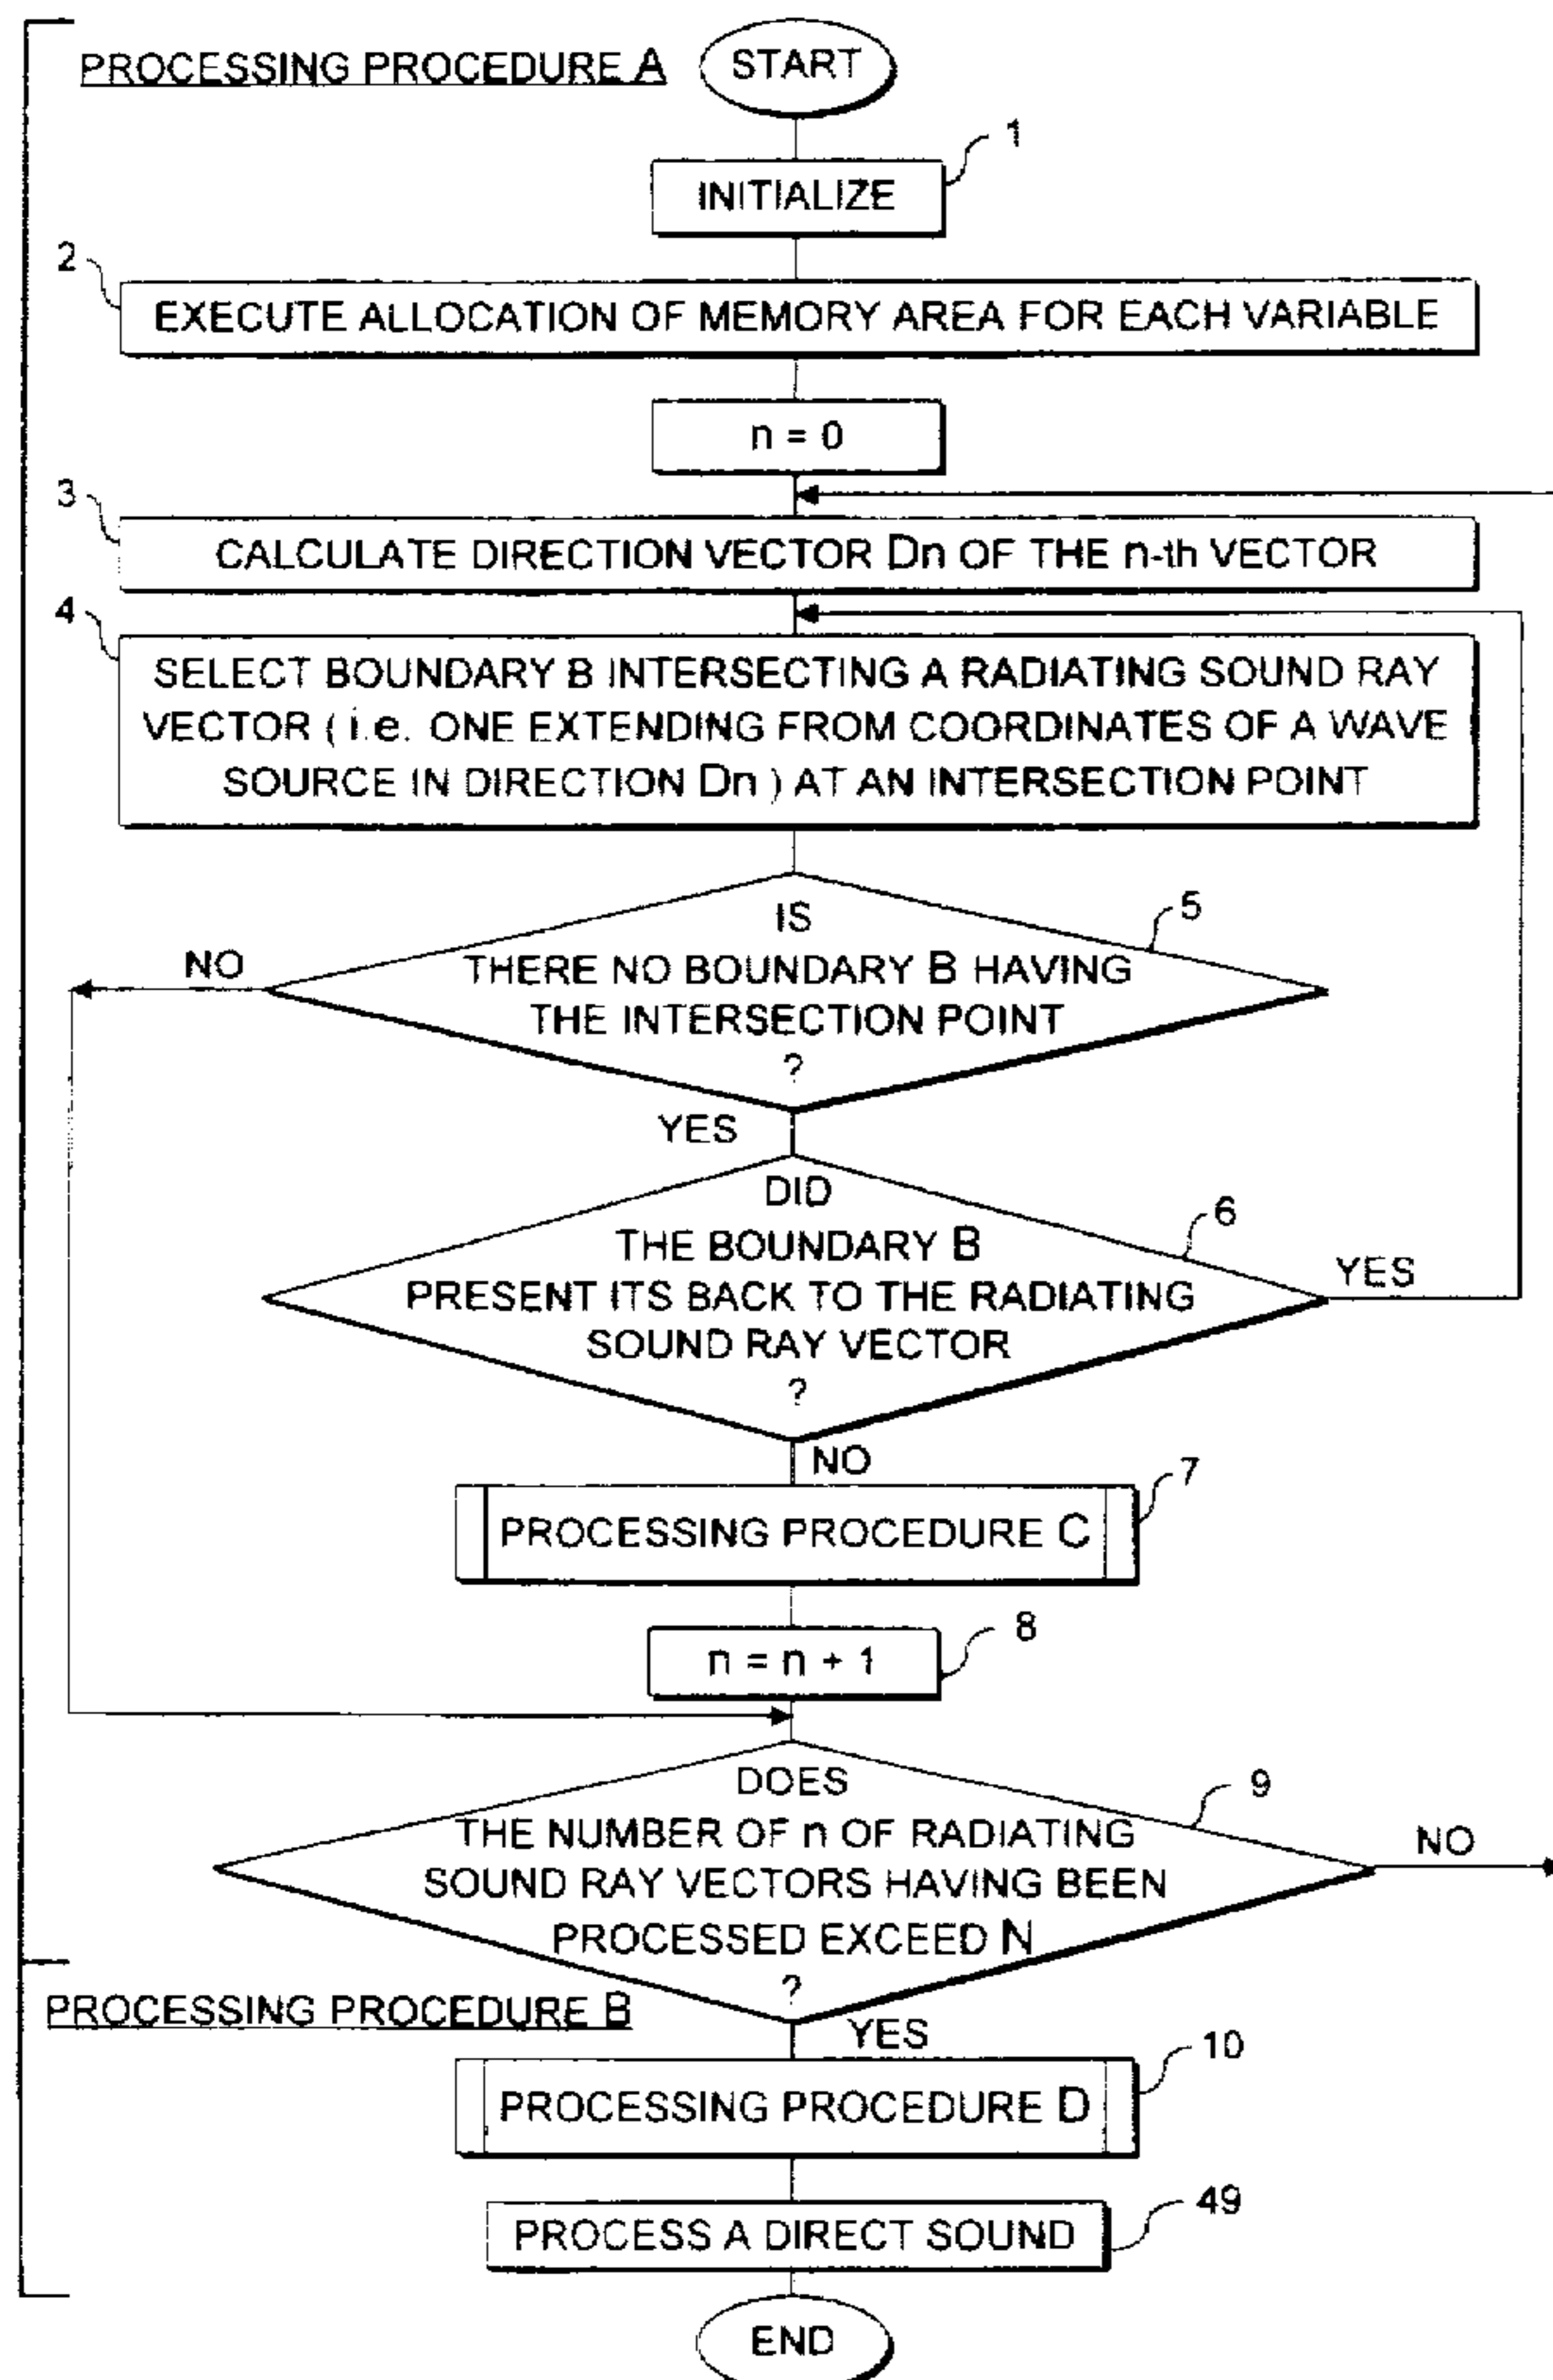 PROCESSING PROCEDURE A
START
1
INITIALIZE
2
EXECUTE ALLOCATION OF MEMORY AREA FOR EACH VARIABLE
n = 0
3
CALCULATE DIRECTION VECTOR Dn OF THE n-th VECTOR
4
SELECT BOUNDARY B INTERSECTING A RADIATING SOUND RAY
VECTOR ( i.e. ONE EXTENDING FROM COORDINATES OF A WAVE
SOURCE IN DIRECTION Dn ) AT AN INTERSECTION POINT
5
IS
NO
THERE NO BOUNDARY B HAVING
THE INTERSECTION POINT
?
YES
DID
6
THE BOUNDARY B
YES
PRESENT ITS BACK TO THE RADIATING
SOUND RAY VECTOR
?
NO
7
PROCESSING PROCEDURE C
8
n = n + 1
DOES
9
THE NUMBER OF n OF RADIATING
NO
SOUND RAY VECTORS HAVING BEEN
PROCESSED EXCEED N
?
PROCESSING PROCEDURE B
YES
10
PROCESSING PROCEDURE D
49
PROCESS A DIRECT SOUND
END